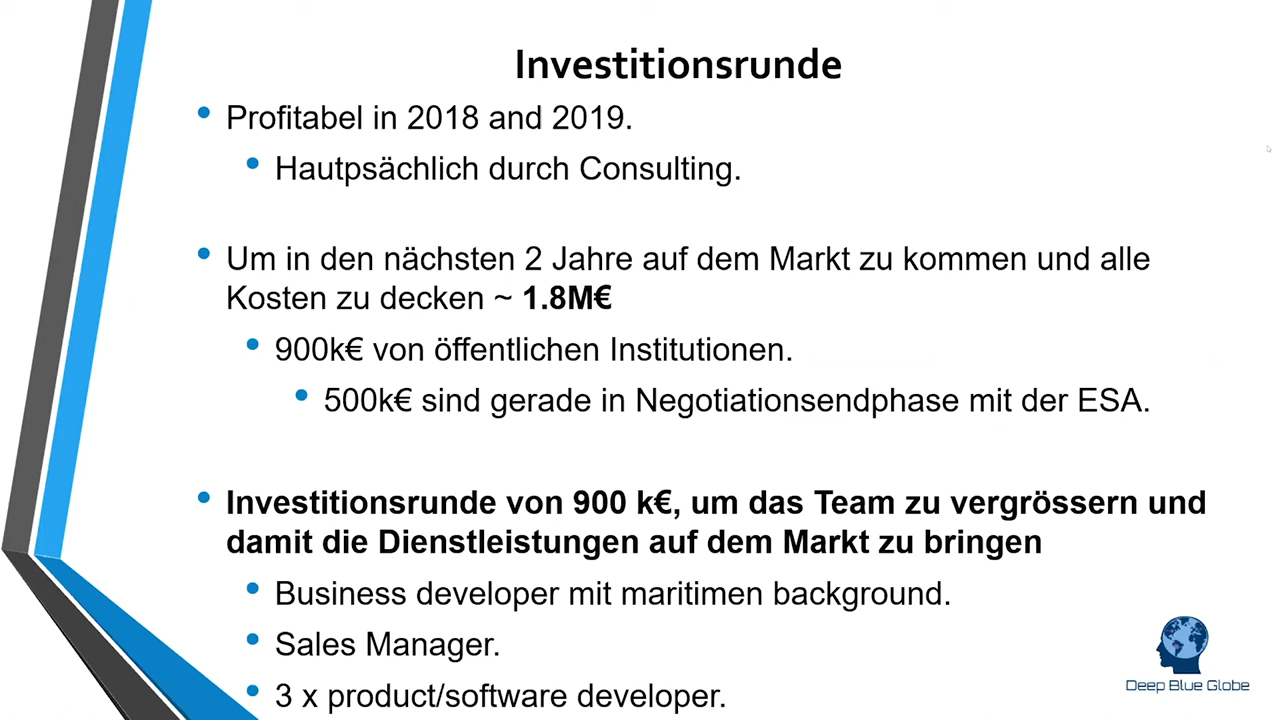 Investitionsrunde
• Profitabel in 2018 and 2019.
• Hautpsächlich durch Consulting.
• Um in den nächsten 2 Jahre auf dem Markt zu kommen und alle
Kosten zu decken ~ 1.8M€
• 900k€ von öffentlichen Institutionen.
• 500k€ sind gerade in Negotiationsendphase mit der ESA.
• Investitionsrunde von 900 k€, um das Team zu vergrössern und
damit die Dienstleistungen auf dem Markt zu bringen
• Business developer mit maritimen background.
• Sales Manager.
• 3 x product/software developer.
Deep Blue Globe